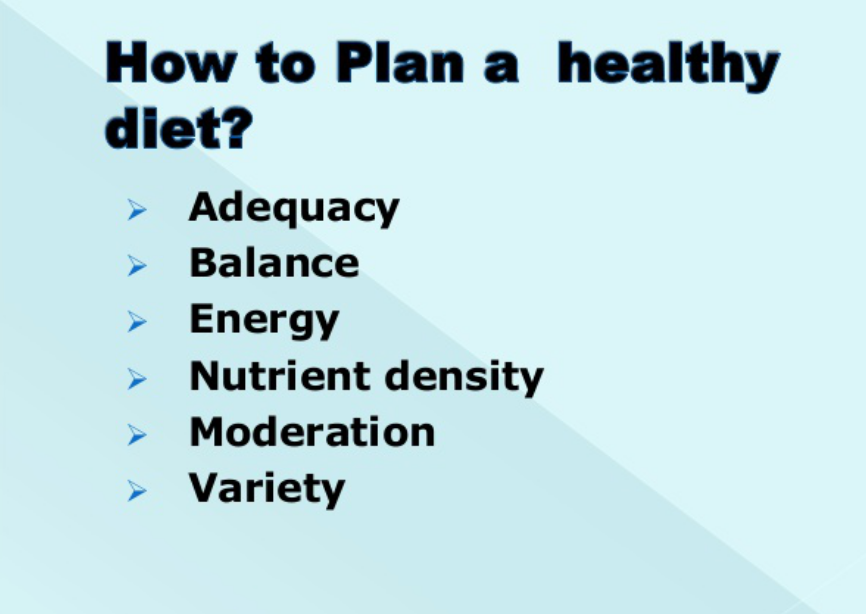 How to Plan a healthy
diet?
➢ Adequacy
➢ Balance
➢ Energy
➢ Nutrient density
➢ Moderation
➢ Variety